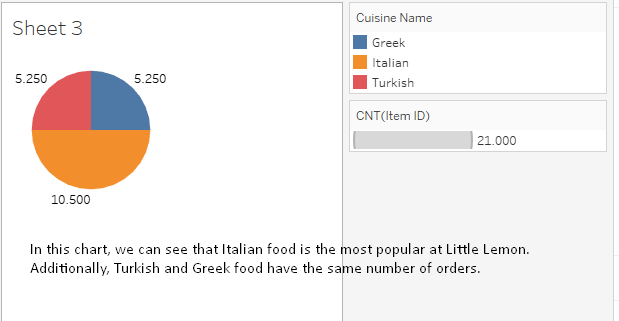 Sheet 3
5.250
5.250
10.500
Cuisine Name
Greek
Italian
Turkish
CNT(Item ID)
21.000
In this chart, we can see that Italian food is the most popular at Little Lemon.
Additionally, Turkish and Greek food have the same number of orders.